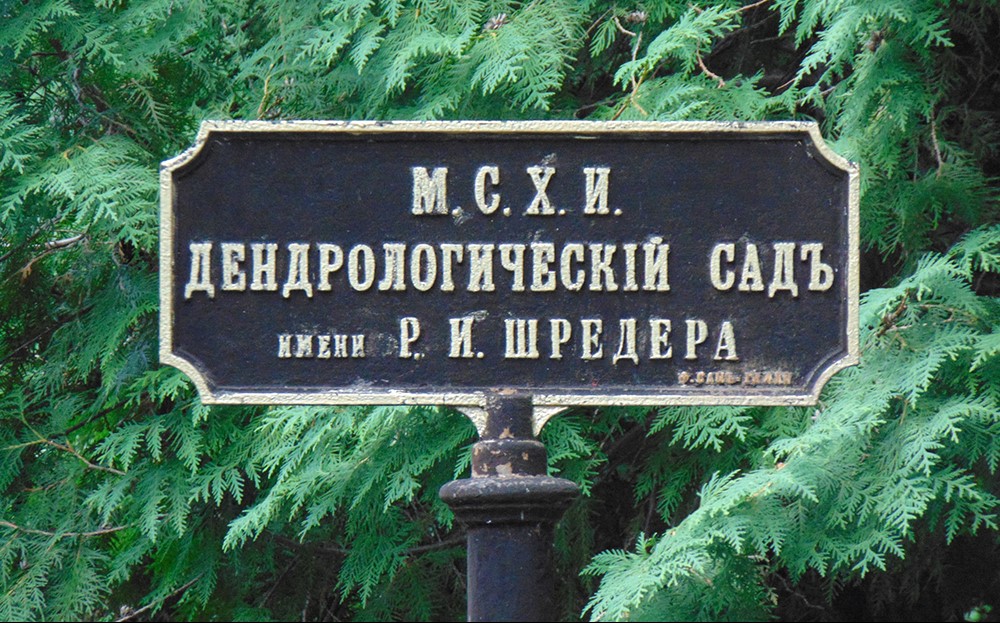 М. С. Х. И.
ДЕНДРОЛОГИЧЕСКІЙ САДЪ
ИМЕНИ Р. И. ШРЕДЕРА